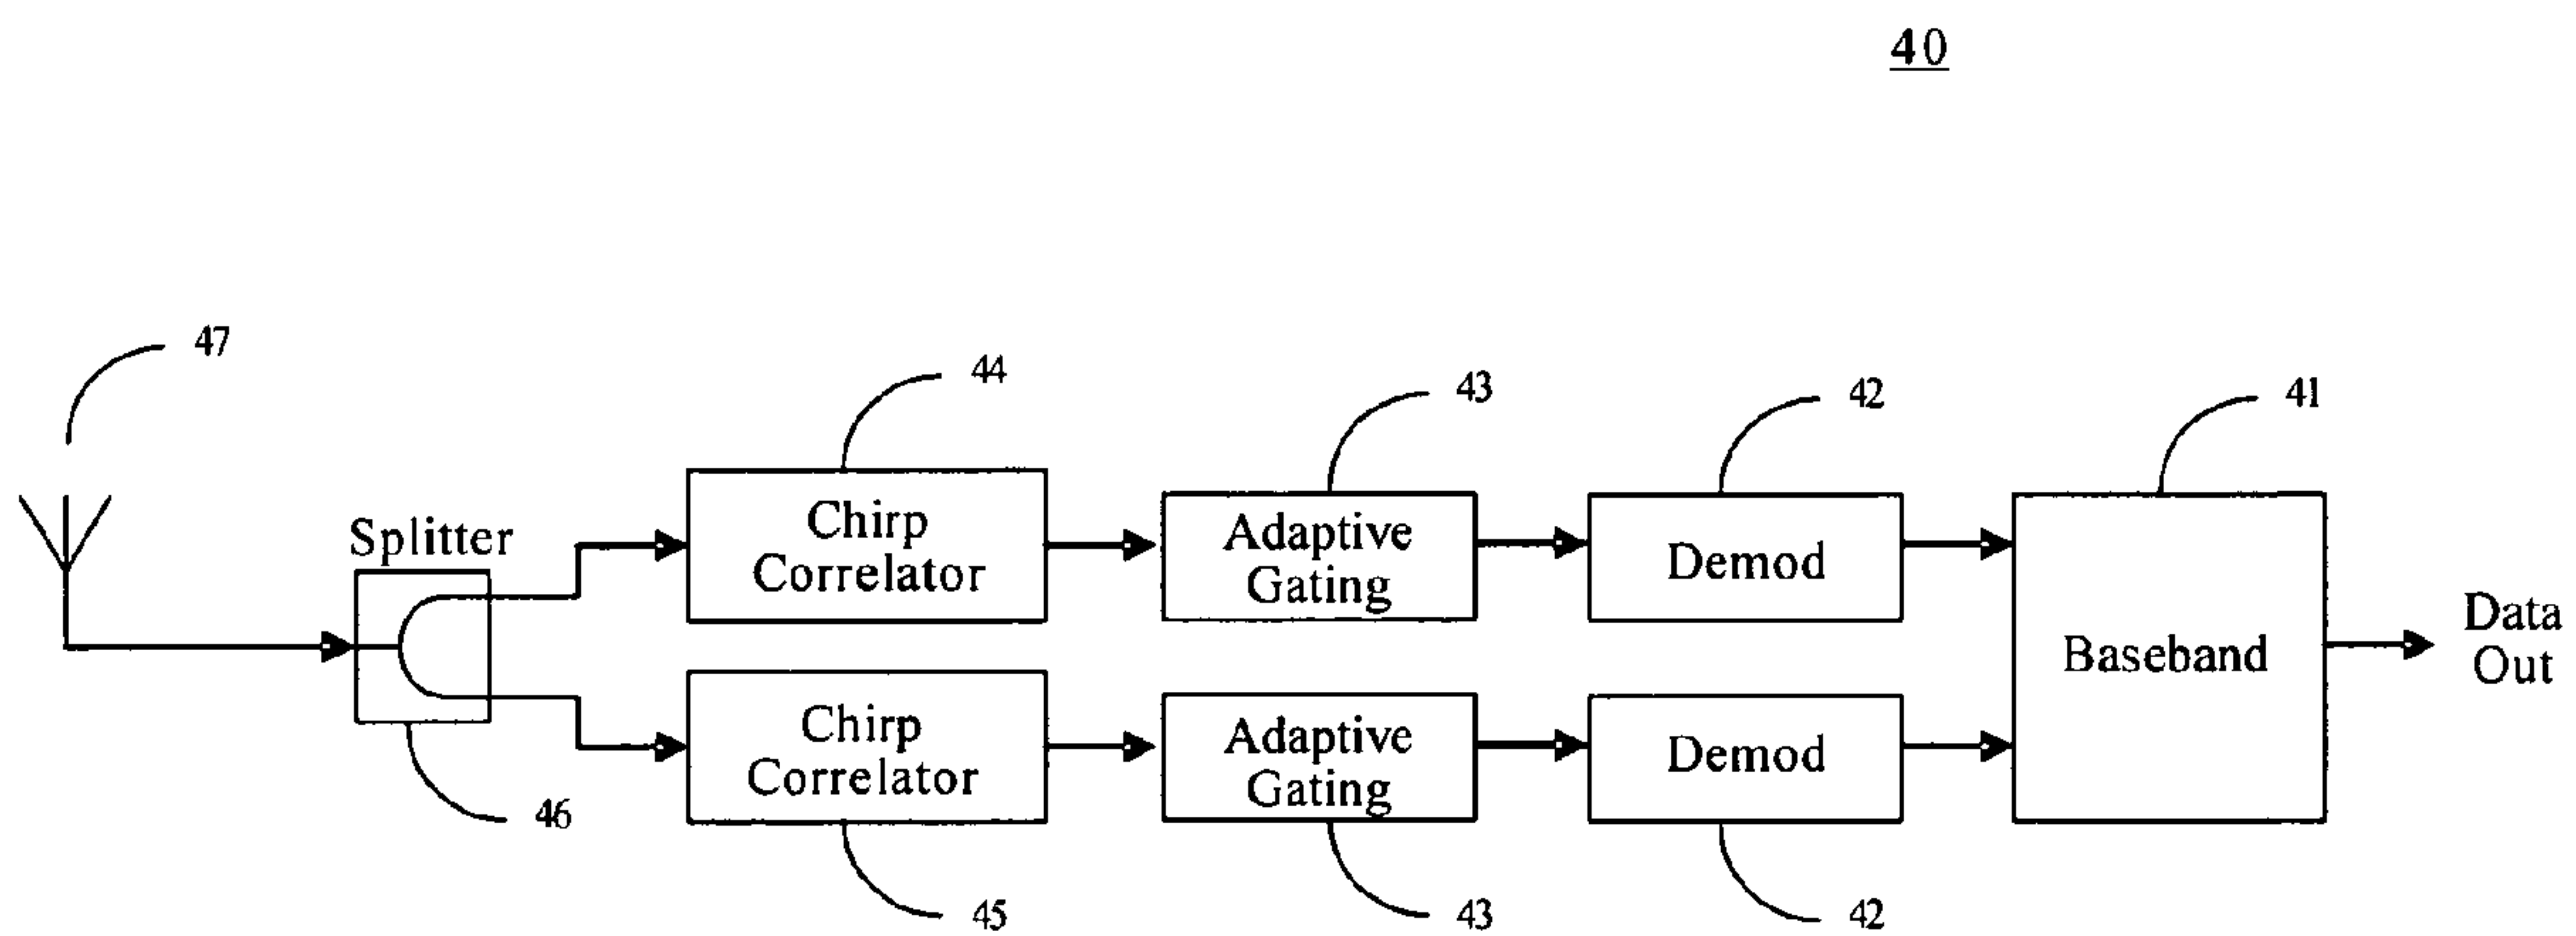 40
47
44
43
42
41
Splitter
Chirp
Correlator
Adaptive
Gating
Demod
Baseband
Data
Out
Chirp
Correlator
Adaptive
Gating
Demod
46
45
43
42